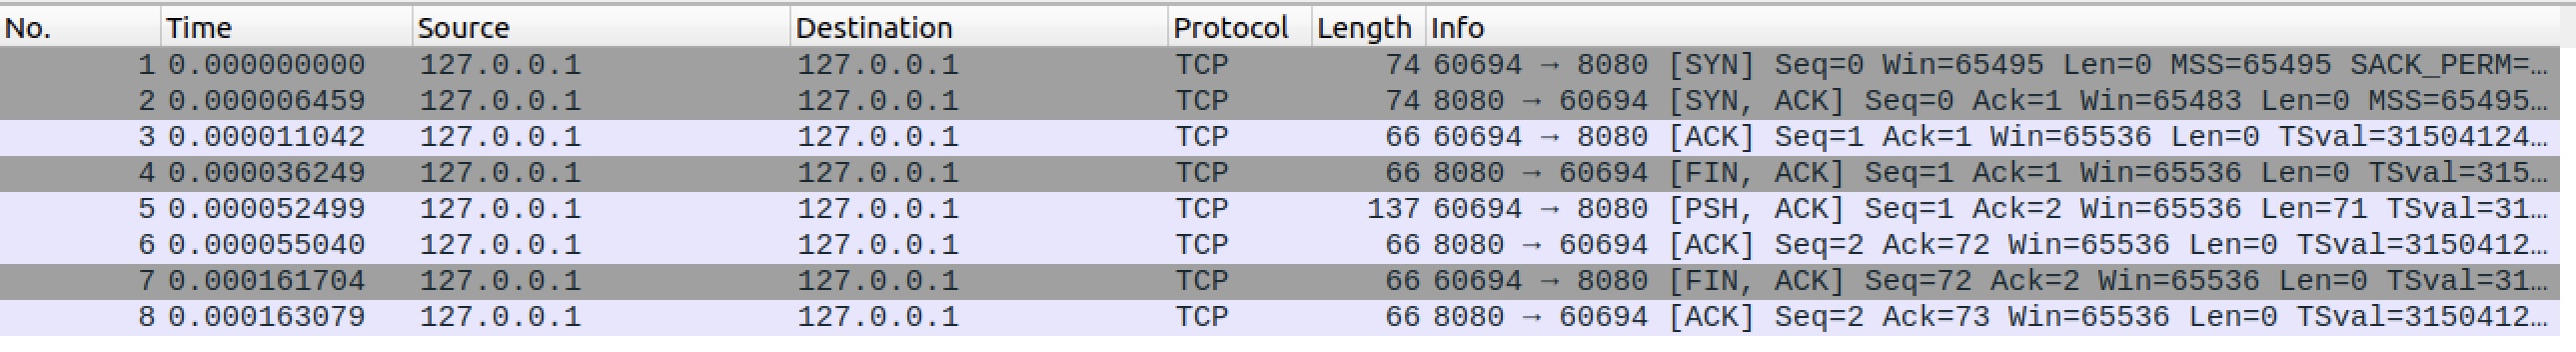 No. Time Source Destination Protocol Length Info
1 0.000000000 127.0.0.1 127.0.0.1 TCP 74 60694 → 8080 [SYN] Seq=0 Win=65495 Len=0 MSS=65495 SACK_PERM=…
2 0.000006459 127.0.0.1 127.0.0.1 TCP 74 8080 → 60694 [SYN, ACK] Seq=0 Ack=1 Win=65483 Len=0 MSS=65495…
3 0.000011042 127.0.0.1 127.0.0.1 TCP 66 60694 → 8080 [ACK] Seq=1 Ack=1 Win=65536 Len=0 TSval=31504124…
4 0.000036249 127.0.0.1 127.0.0.1 TCP 66 8080 → 60694 [FIN, ACK] Seq=1 Ack=1 Win=65536 Len=0 TSval=315…
5 0.000052499 127.0.0.1 127.0.0.1 TCP 137 60694 → 8080 [PSH, ACK] Seq=1 Ack=2 Win=65536 Len=71 TSval=31…
6 0.000055040 127.0.0.1 127.0.0.1 TCP 66 8080 → 60694 [ACK] Seq=2 Ack=72 Win=65536 Len=0 TSval=3150412…
7 0.000161704 127.0.0.1 127.0.0.1 TCP 66 60694 → 8080 [FIN, ACK] Seq=72 Ack=2 Win=65536 Len=0 TSval=31…
8 0.000163079 127.0.0.1 127.0.0.1 TCP 66 8080 → 60694 [ACK] Seq=2 Ack=73 Win=65536 Len=0 TSval=3150412…